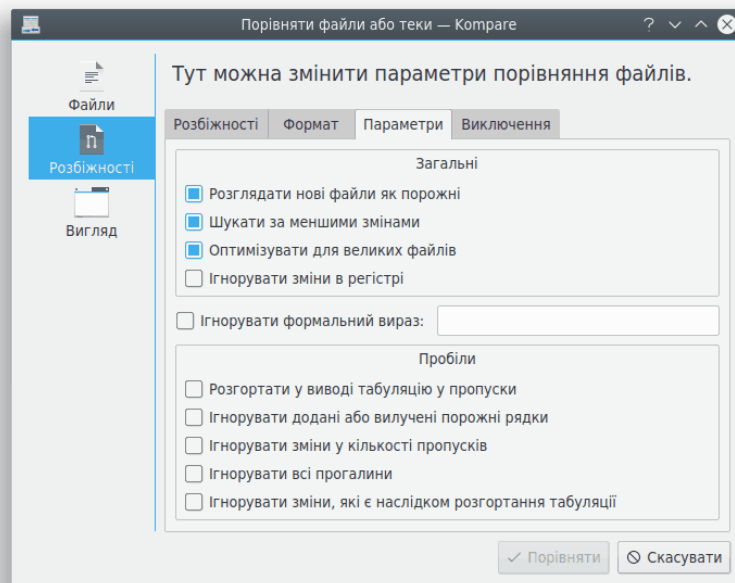 Порівняти файли або теки — Kompare
Файли
Розбіжності
Вигляд
Тут можна змінити параметри порівняння файлів.
Розбіжності Формат Параметри Виключення
Загальні
Розглядати нові файли як порожні
Шукати за меншими змінами
Оптимізувати для великих файлів
Ігнорувати зміни в регістрі
Ігнорувати формальний вираз:
Пробіли
Розгортати у виводі табуляцію у пропуски
Ігнорувати додані або вилучені порожні рядки
Ігнорувати зміни у кількості пропусків
Ігнорувати всі прогалини
Ігнорувати зміни, які є наслідком розгортання табуляції
Порівняти Скасувати